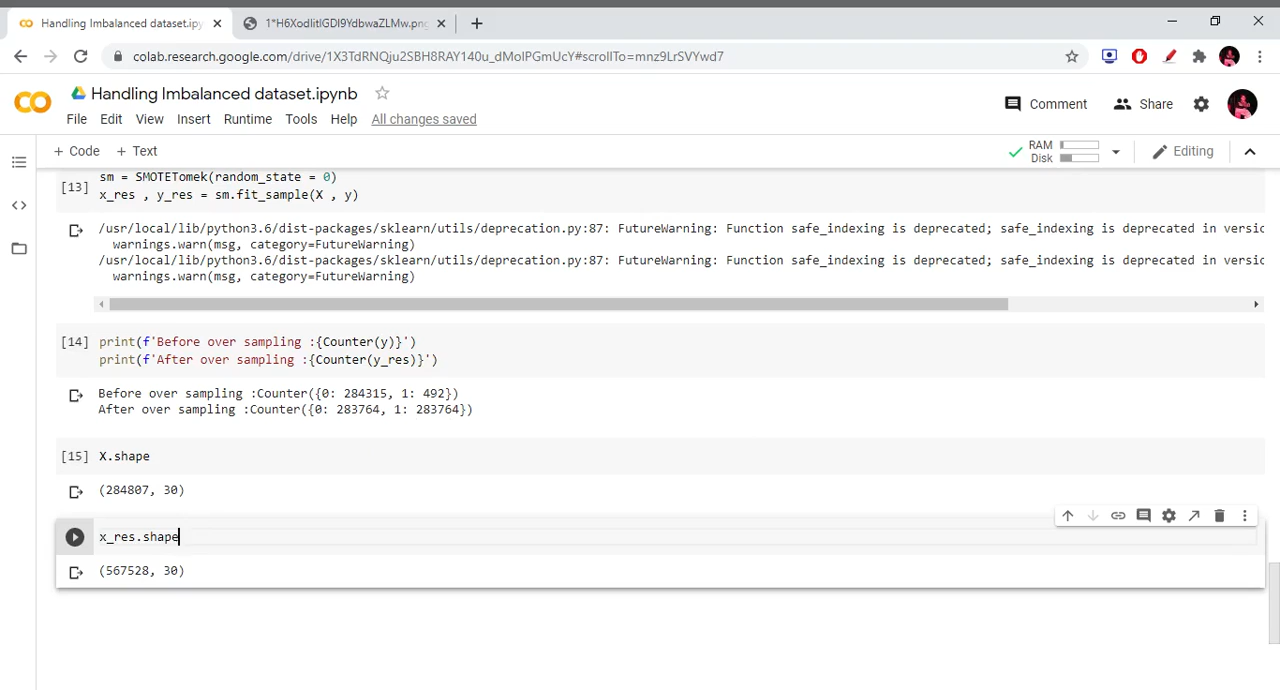 Handling Imbalanced dataset.ipyn
1*H6XodIitlGDI9YdbwaZLMw.png
colab.research.google.com/drive/1X3TdRNQju2SBH8RAY140u_dMoIPGmUcY#scrollTo=mnz9LrSVYwd7
CO
Handling Imbalanced dataset.ipynb
Comment
Share
File Edit View Insert Runtime Tools Help All changes saved
+ Code + Text
RAM
Disk
Editing
sm = SMOTETomek(random_state = 0)
[13] x_res , y_res = sm.fit_sample(X , y)
/usr/local/lib/python3.6/dist-packages/sklearn/utils/deprecation.py:87: FutureWarning: Function safe_indexing is deprecated; safe_indexing is deprecated in versio
warnings.warn(msg, category=FutureWarning)
/usr/local/lib/python3.6/dist-packages/sklearn/utils/deprecation.py:87: FutureWarning: Function safe_indexing is deprecated; safe_indexing is deprecated in versio
warnings.warn(msg, category=FutureWarning)
[14] print(f'Before over sampling :{Counter(y)}')
print(f'After over sampling :{Counter(y_res)}')
Before over sampling :Counter({0: 284315, 1: 492})
After over sampling :Counter({0: 283764, 1: 283764})
[15] X.shape
(284807, 30)
x_res.shape
(567528, 30)